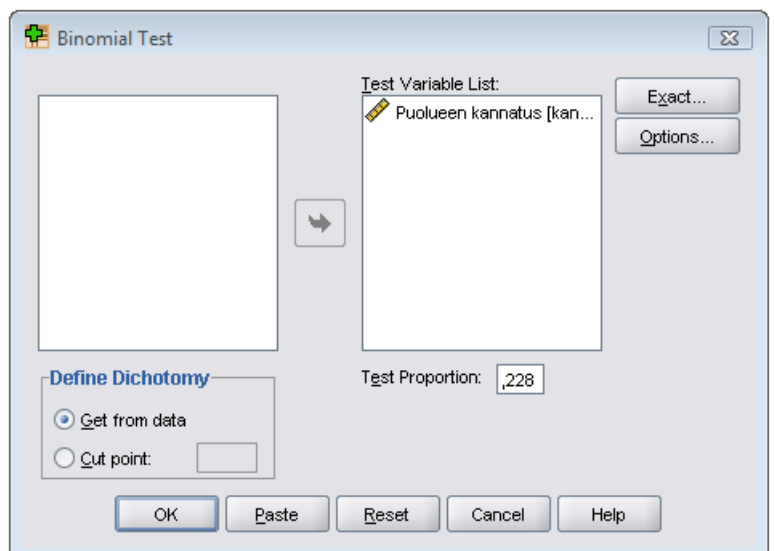 Binomial Test
Test Variable List:
Puolueen kannatus [kan...
Exact...
Options...
Define Dichotomy
Get from data
Cut point:
Test Proportion: ,228
OK Paste Reset Cancel Help